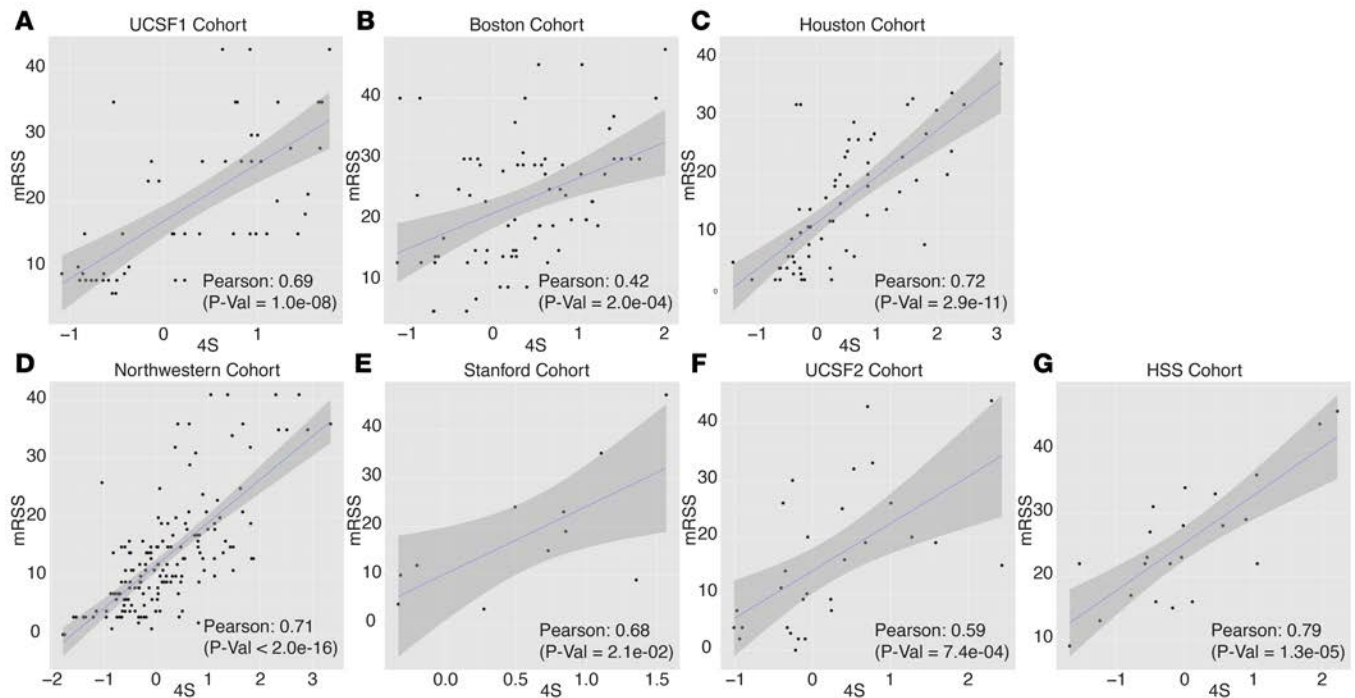 A
UCSF1 Cohort
mRSS
40
30
20
10
Pearson: 0.69
(P-Val = 1.0e-08)
−1 0 1
4S
B
Boston Cohort
mRSS
40
30
20
10
Pearson: 0.42
(P-Val = 2.0e-04)
−1 0 1 2
4S
C
Houston Cohort
mRSS
40
30
20
10
0
Pearson: 0.72
(P-Val = 2.9e-11)
−1 0 1 2 3
4S
D
Northwestern Cohort
mRSS
40
30
20
10
0
Pearson: 0.71
(P-Val < 2.0e-16)
−2 −1 0 1 2 3
4S
E
Stanford Cohort
mRSS
40
30
20
10
0
Pearson: 0.68
(P-Val = 2.1e-02)
0.0 0.5 1.0 1.5
4S
F
UCSF2 Cohort
mRSS
40
30
20
10
0
Pearson: 0.59
(P-Val = 7.4e-04)
−1 0 1 2
4S
G
HSS Cohort
mRSS
40
30
20
10
Pearson: 0.79
(P-Val = 1.3e-05)
−1 0 1 2
4S